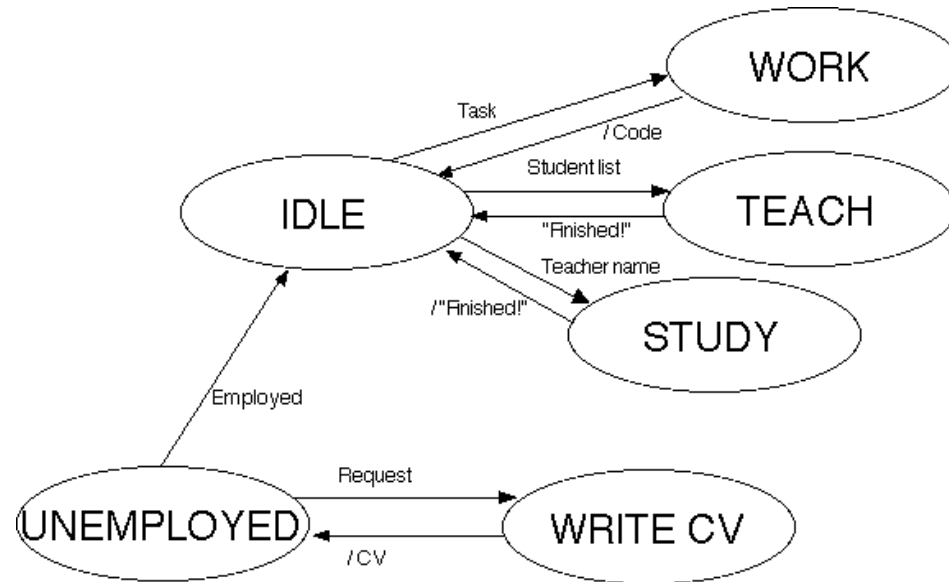 WORK
Task
/ Code
Student list
IDLE
TEACH
"Finished!"
Teacher name
/ "Finished!"
STUDY
Employed
Request
UNEMPLOYED
WRITE CV
/ CV